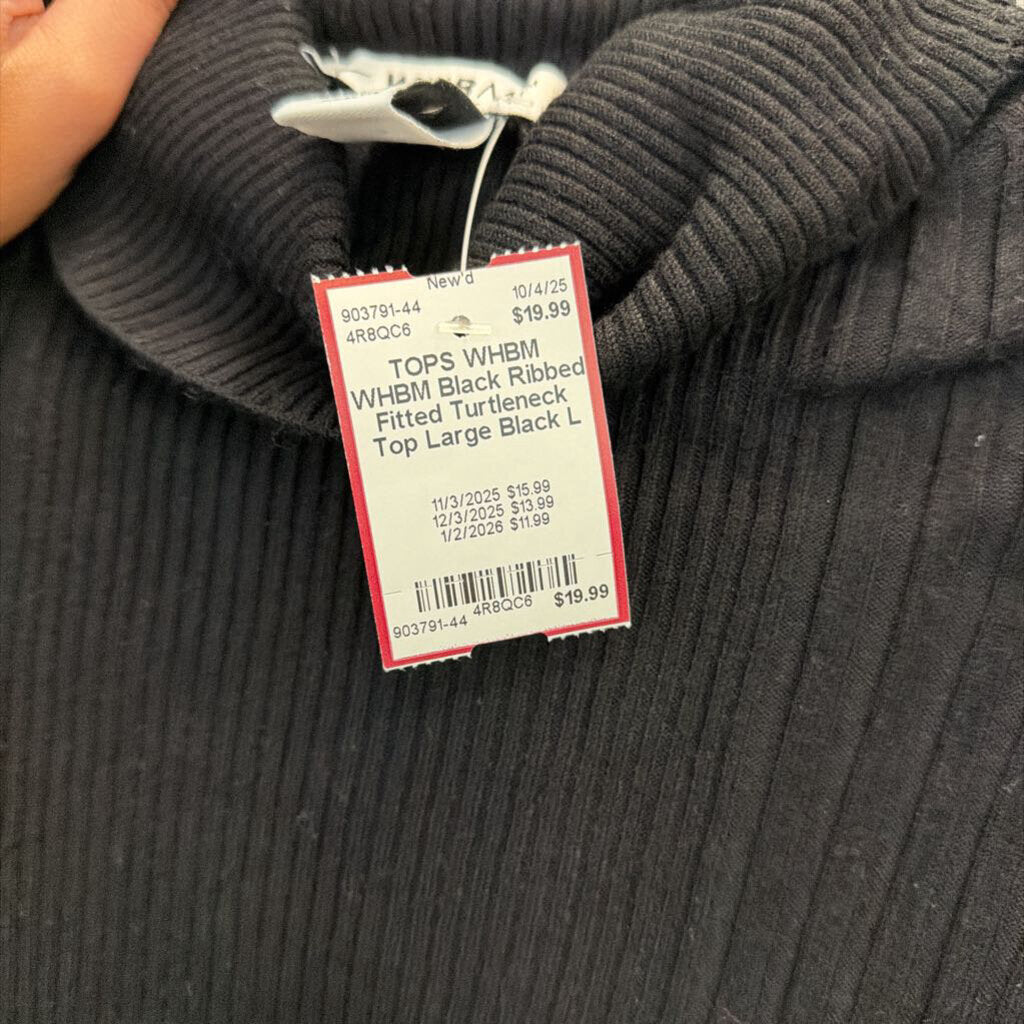 New'd
903791-44 10/4/25
4R8QC6 $19.99
TOPS WHBM
WHBM Black Ribbed
Fitted Turtleneck
Top Large Black L
11/3/2025 $15.99
12/3/2025 $13.99
1/2/2026 $11.99
4R8QC6 $19.99
903791-44